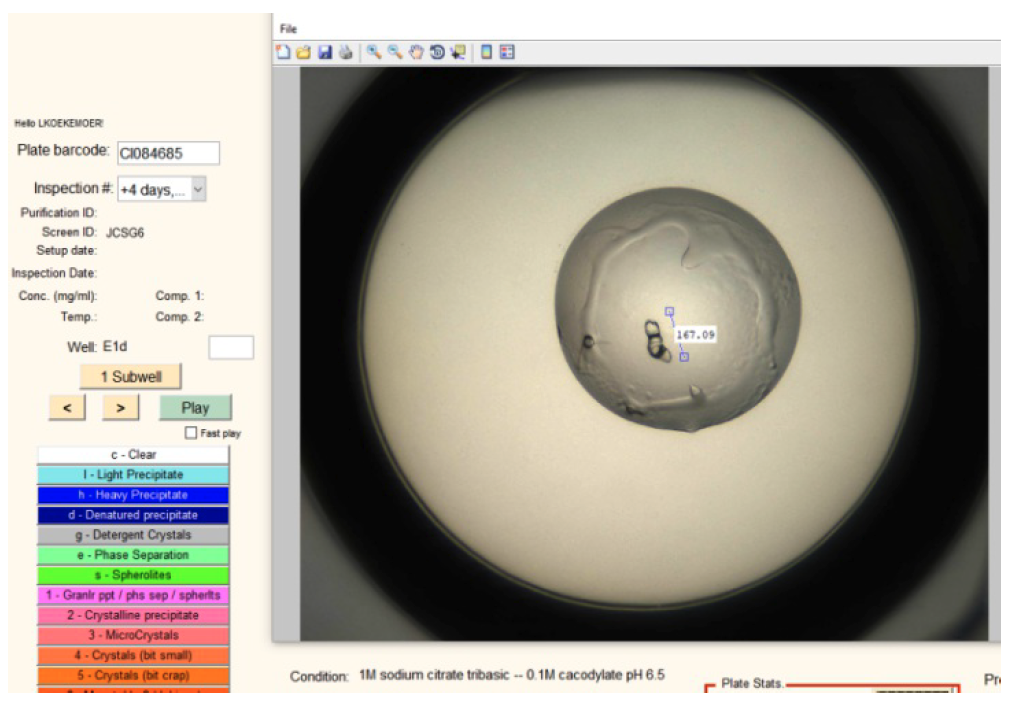 File
Hello LKOEKEMOER!
Plate barcode: CI084685
Inspection #: +4 days,...
Purification ID:
Screen ID: JCSG6
Setup date:
Inspection Date:
Conc. (mg/ml): Comp. 1:
Temp.: Comp. 2:
Well: E1d
1 Subwell
< > Play
Fast play
c - Clear
l - Light Precipitate
h - Heavy Precipitate
d - Denatured precipitate
g - Detergent Crystals
e - Phase Separation
s - Spherolites
1 - Granlr ppt / phs sep / spherlts
2 - Crystalline precipitate
3 - MicroCrystals
4 - Crystals (bit small)
5 - Crystals (bit crap)
167.09
Condition: 1M sodium citrate tribasic -- 0.1M cacodylate pH 6.5
Plate Stats.